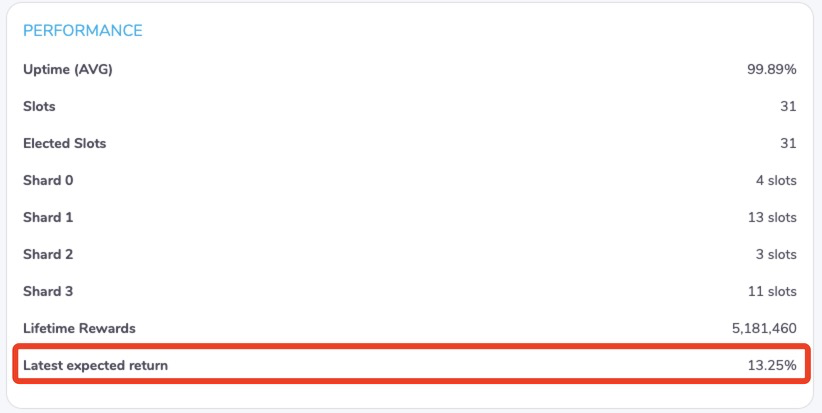 PERFORMANCE
Uptime (AVG) 99.89%
Slots 31
Elected Slots 31
Shard 0 4 slots
Shard 1 13 slots
Shard 2 3 slots
Shard 3 11 slots
Lifetime Rewards 5,181,460
Latest expected return 13.25%